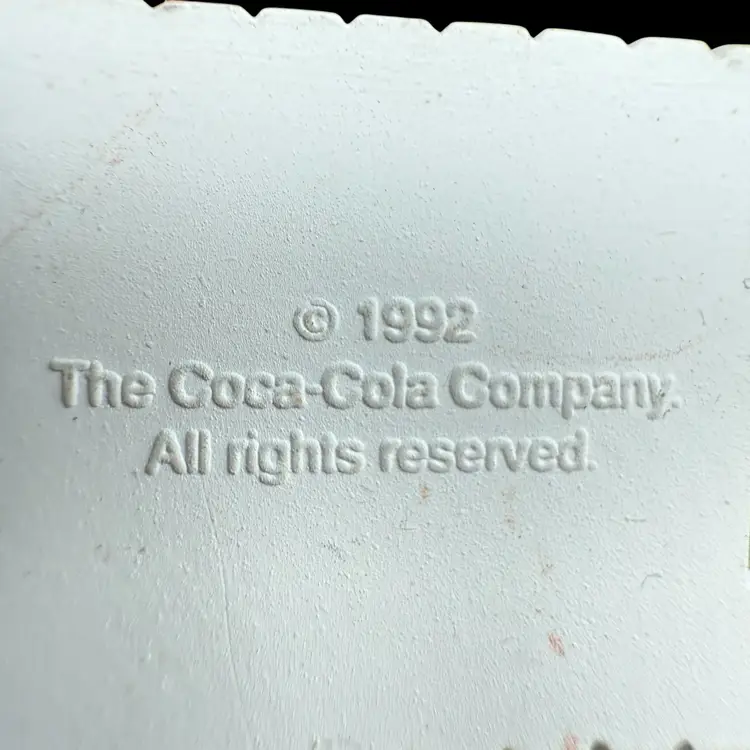 © 1992
The Coca-Cola Company.
All rights reserved.